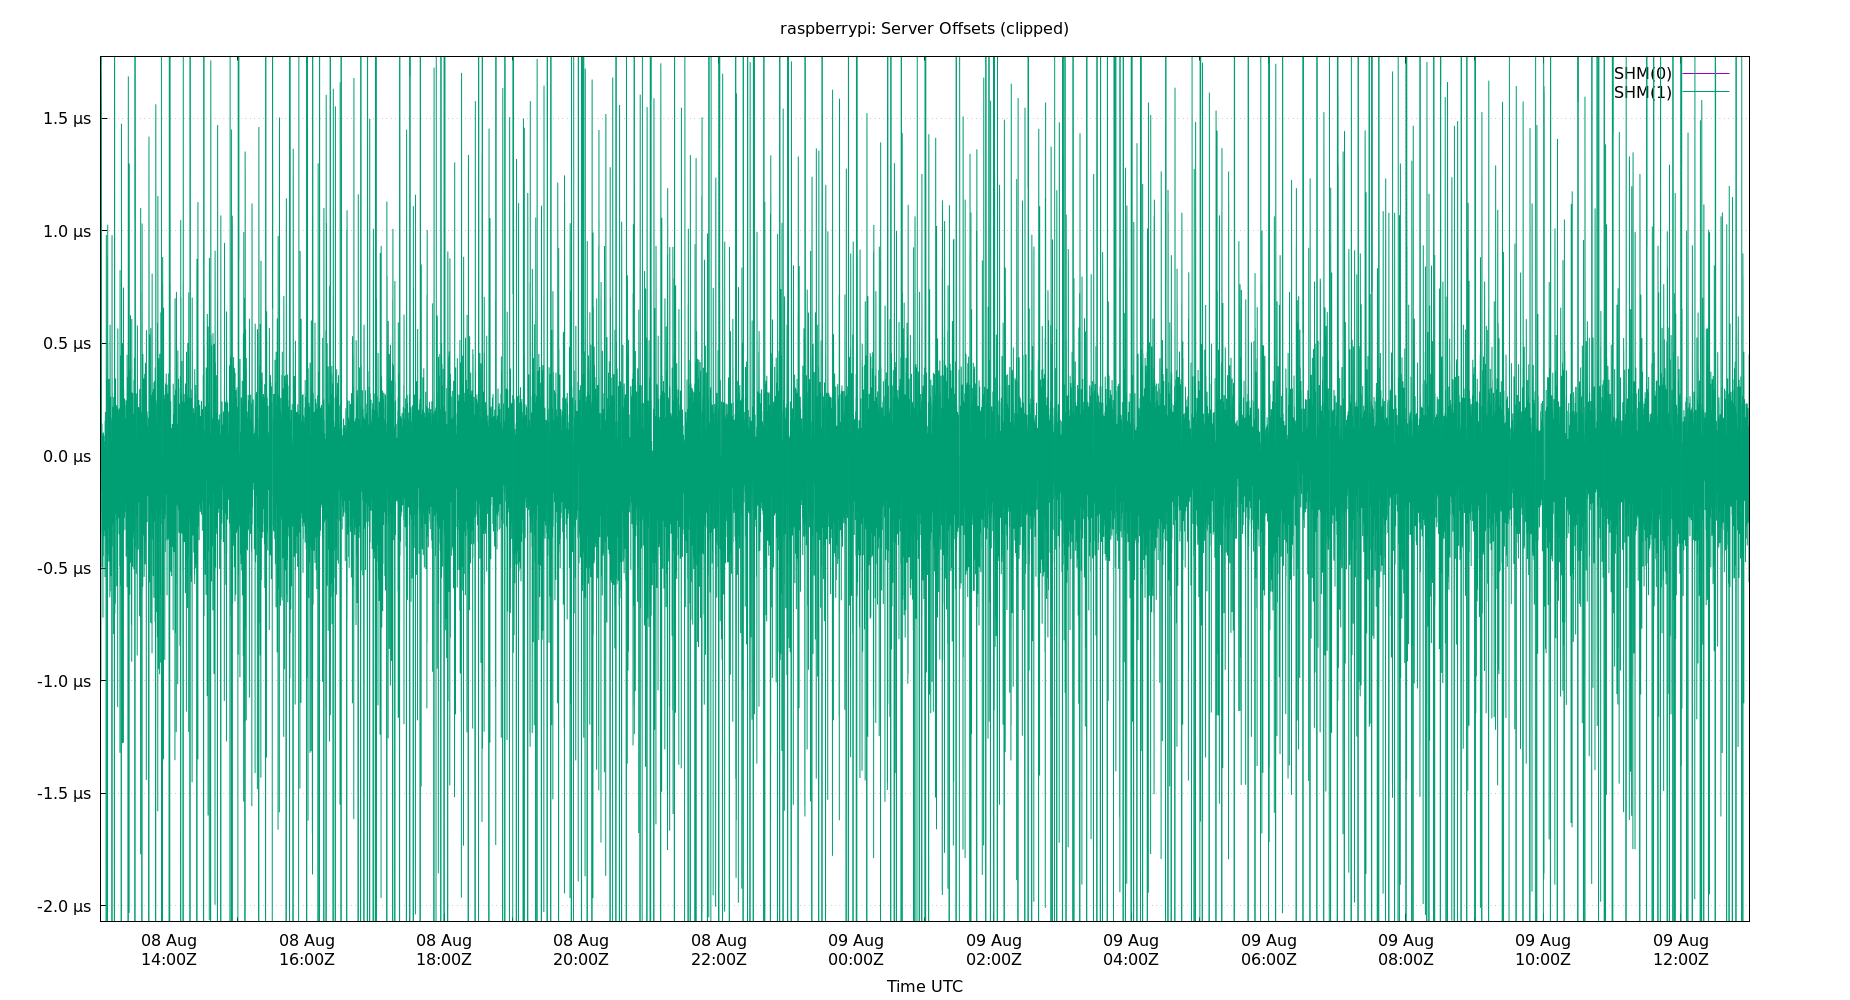 raspberrypi: Server Offsets (clipped)
SHM(0)
SHM(1)
1.5 µs
1.0 µs
0.5 µs
0.0 µs
-0.5 µs
-1.0 µs
-1.5 µs
-2.0 µs
08 Aug 08 Aug 08 Aug 08 Aug 08 Aug 09 Aug 09 Aug 09 Aug 09 Aug 09 Aug 09 Aug 09 Aug
14:00Z 16:00Z 18:00Z 20:00Z 22:00Z 00:00Z 02:00Z 04:00Z 06:00Z 08:00Z 10:00Z 12:00Z
Time UTC